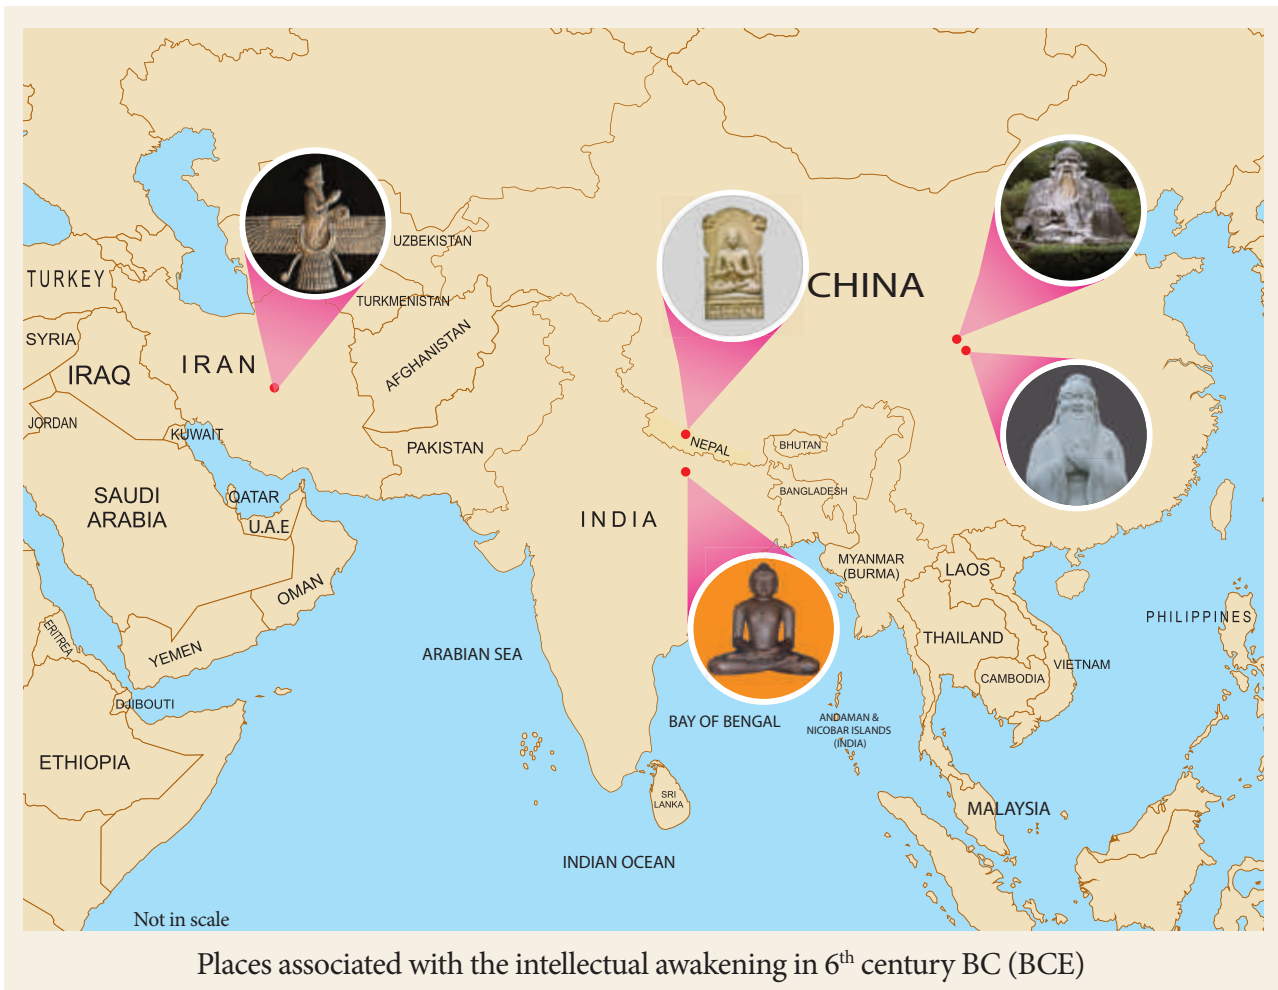 UZBEKISTAN
CHINA
TURKEY
TURKMENISTAN
SYRIA
IRAN
AFGHANISTAN
IRAQ
JORDAN
KUWAIT
PAKISTAN
NEPAL
BHUTAN
SAUDI
ARABIA
QATAR
U.A.E
INDIA
BANGLADESH
MYANMAR
(BURMA)
LAOS
OMAN
PHILIPPINES
ERITREA
YEMEN
ARABIAN SEA
THAILAND
VIETNAM
CAMBODIA
DJIBOUTI
BAY OF BENGAL
ANDAMAN &
NICOBAR ISLANDS
(INDIA)
ETHIOPIA
SRI
LANKA
MALAYSIA
INDIAN OCEAN
Not in scale
Places associated with the intellectual awakening in 6th century BC (BCE)